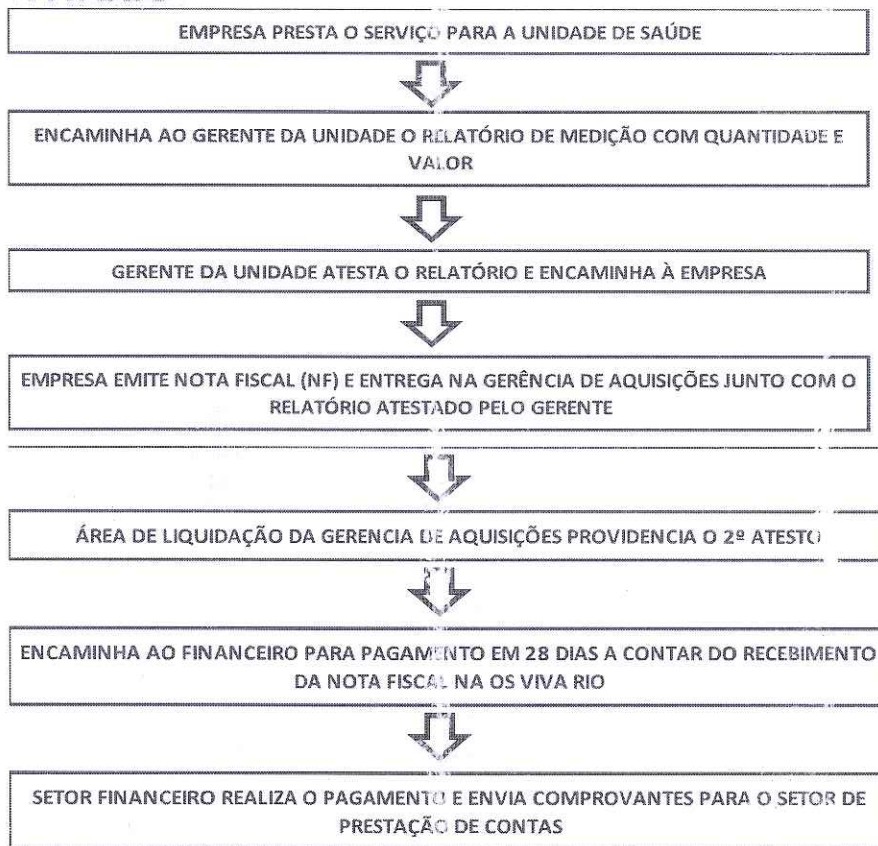 EMPRESA PRESTA O SERVIÇO PARA A UNIDADE DE SAÚDE
ENCAMINHA AO GERENTE DA UNIDADE O RELATÓRIO DE MEDIÇÃO COM QUANTIDADE E
VALOR
GERENTE DA UNIDADE ATESTA O RELATÓRIO E ENCAMINHA À EMPRESA
EMPRESA EMITE NOTA FISCAL (NF) E ENTREGA NA GERÊNCIA DE AQUISIÇÕES JUNTO COM O
RELATÓRIO ATESTADO PELO GERENTE
ÁREA DE LIQUIDAÇÃO DA GERENCIA DE AQUISIÇÕES PROVIDENCIA O 2º ATESTO
ENCAMINHA AO FINANCEIRO PARA PAGAMENTO EM 28 DIAS A CONTAR DO RECEBIMENTO
DA NOTA FISCAL NA OS VIVA RIO
SETOR FINANCEIRO REALIZA O PAGAMENTO E ENVIA COMPROVANTES PARA O SETOR DE
PRESTAÇÃO DE CONTAS